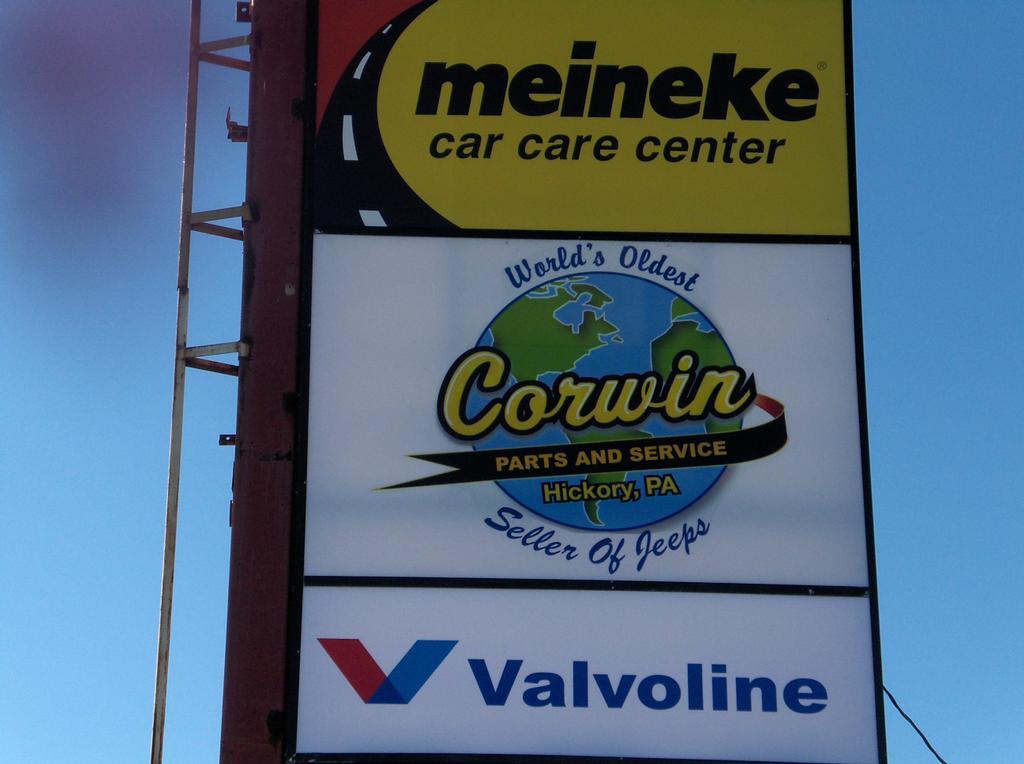 meineke®
car care center
World's Oldest
Corwin
PARTS AND SERVICE
Hickory, PA
Seller Of Jeeps
Valvoline